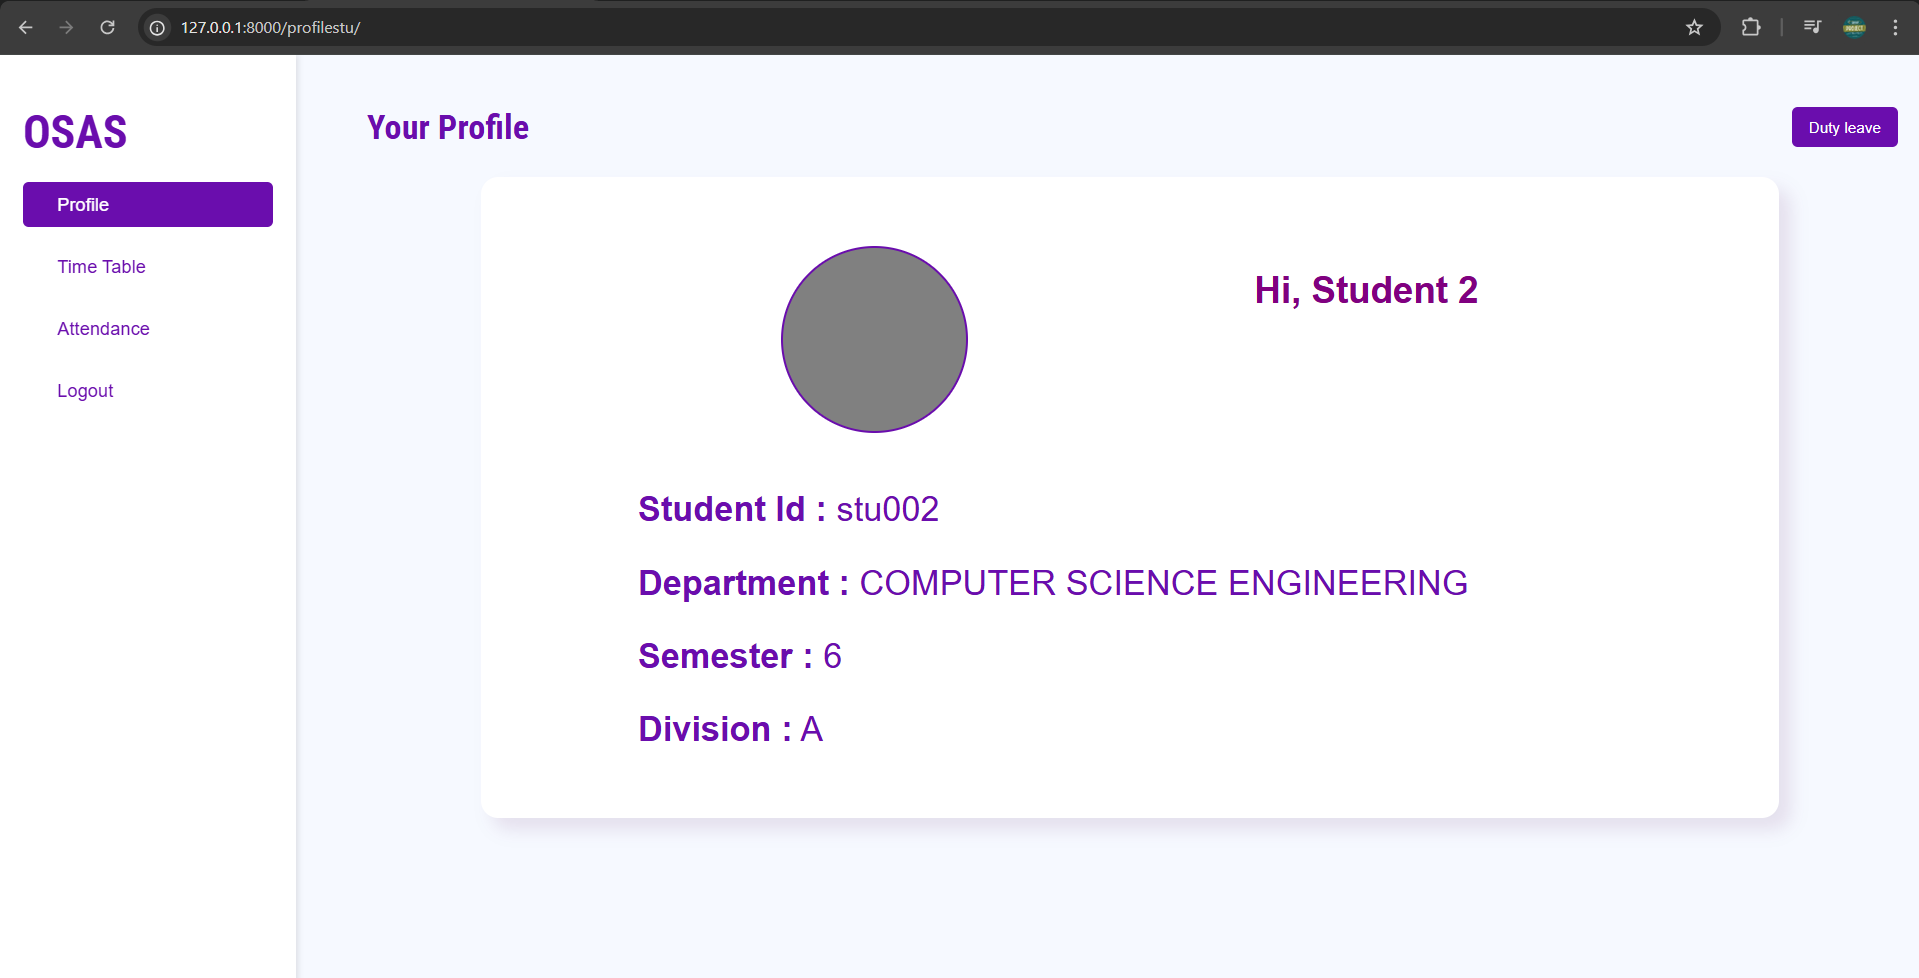 127.0.0.1:8000/profilestu/
OSAS
Profile
Time Table
Attendance
Logout
Your Profile
Duty leave
Hi, Student 2
Student Id : stu002
Department : COMPUTER SCIENCE ENGINEERING
Semester : 6
Division : A